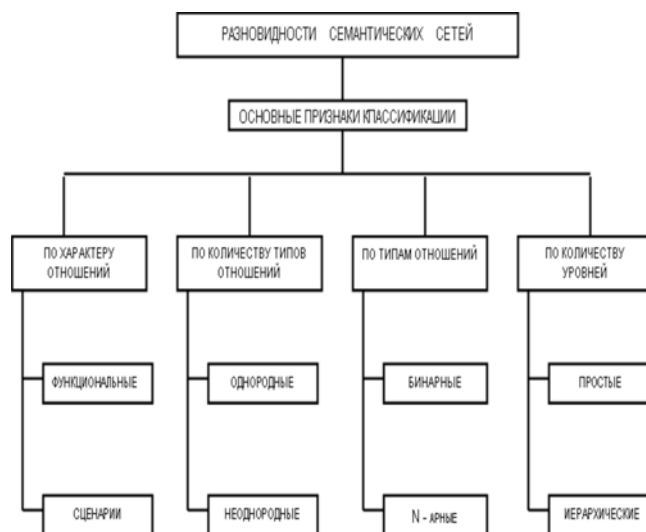 РАЗНОВИДНОСТИ СЕМАНТИЧЕСКИХ СЕТЕЙ
ОСНОВНЫЕ ПРИЗНАКИ КЛАССИФИКАЦИИ
ПО ХАРАКТЕРУ
ОТНОШЕНИЙ
ПО КОЛИЧЕСТВУ ТИПОВ
ОТНОШЕНИЙ
ПО ТИПАМ ОТНОШЕНИЙ
ПО КОЛИЧЕСТВУ
УРОВНЕЙ
ФУНКЦИОНАЛЬНЫЕ
ОДНОРОДНЫЕ
БИНАРНЫЕ
ПРОСТЫЕ
СЦЕНАРИИ
НЕОДНОРОДНЫЕ
N - АРНЫЕ
ИЕРАРХИЧЕСКИЕ